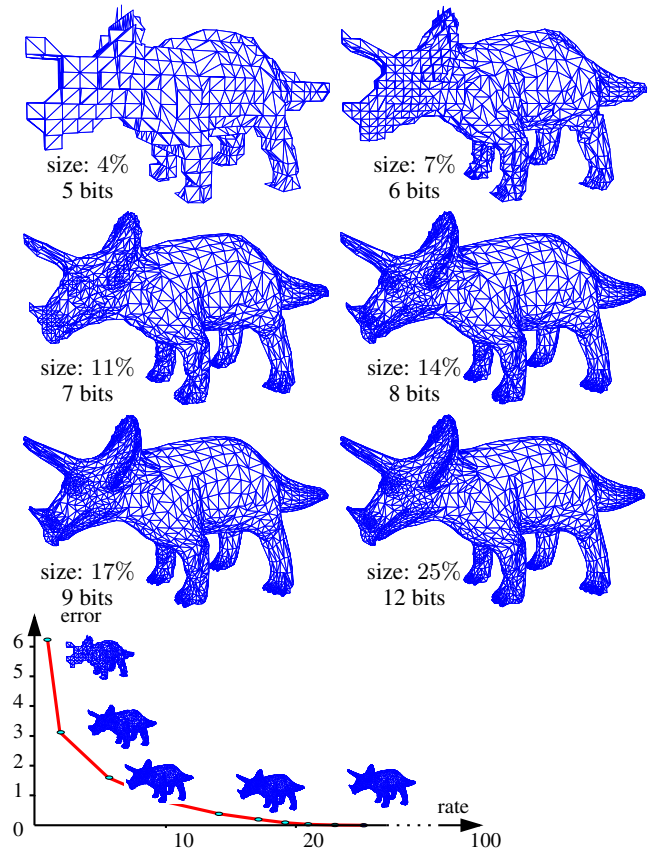 size: 4%
5 bits
size: 7%
6 bits
size: 11%
7 bits
size: 14%
8 bits
size: 17%
9 bits
size: 25%
12 bits
error
6
5
4
3
2
1
0
10
20
100
rate